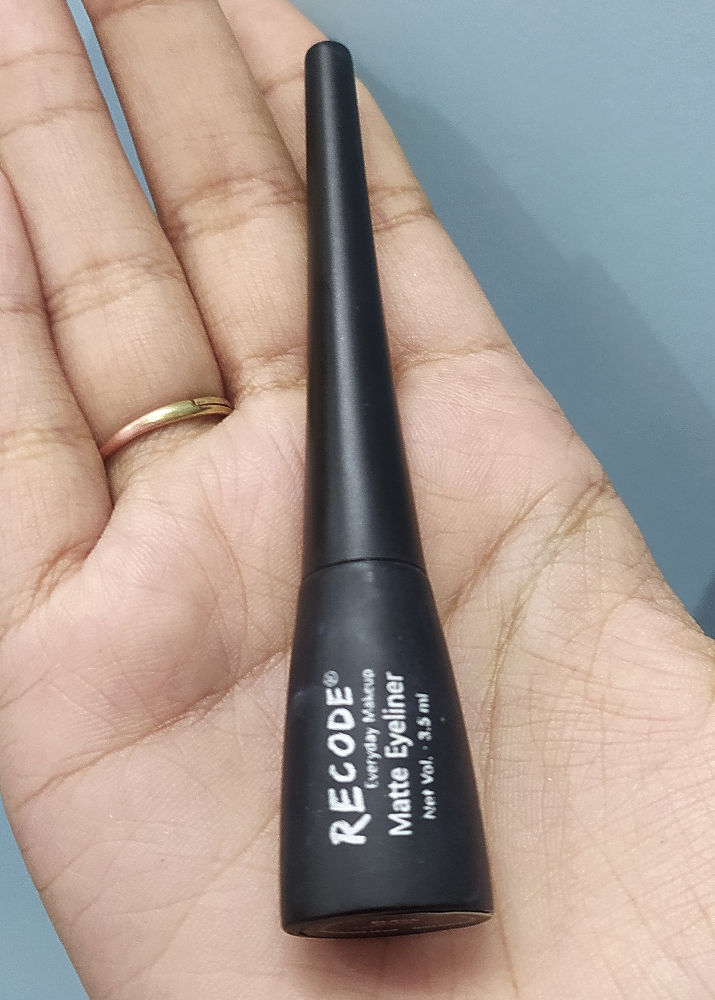 RECODE®
Everyday Makeup
Matte Eyeliner
Net Vol. · 3.5 ml